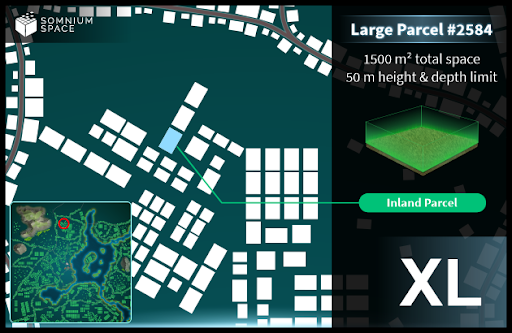 SOMNIUM
SPACE
Large Parcel #2584
1500 m² total space
50 m height & depth limit
Inland Parcel
XL